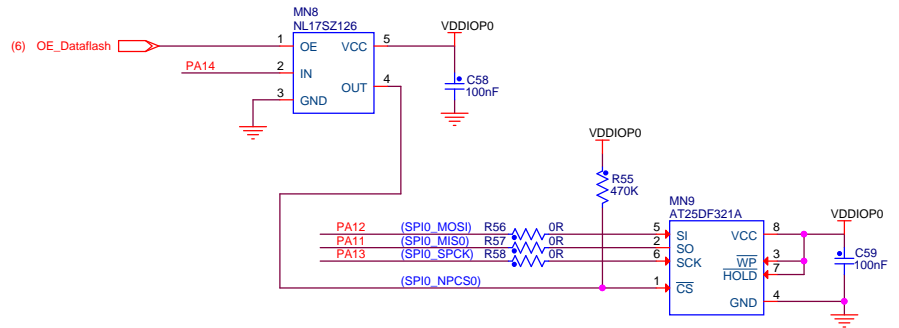 MN8
NL17SZ126
VDDIOP0
(6) OE_Dataflash
1 OE VCC 5
PA14 2 IN
OUT 4
3 GND
C58
100nF
VDDIOP0
R55
470K
MN9
AT25DF321A
VDDIOP0
PA12 (SPI0_MOSI) R56 0R 5 SI VCC 8
PA11 (SPI0_MIS0) R57 0R 2 SO
PA13 (SPI0_SPCK) R58 0R 6 SCK WP 3
HOLD 7
C59
100nF
(SPI0_NPCS0) 1 CS
GND 4